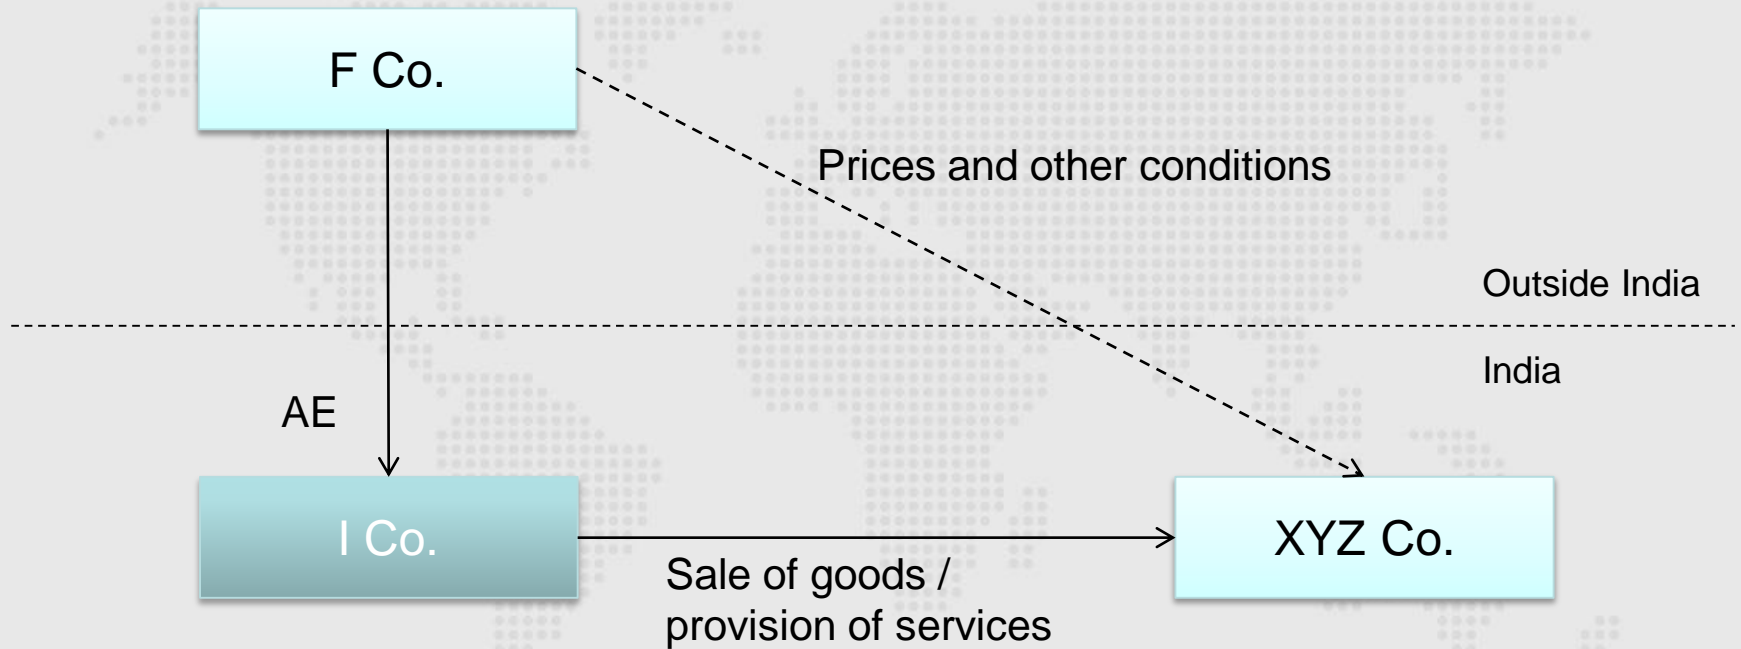 F Co.
Prices and other conditions
Outside India
India
AE
I Co.
XYZ Co.
Sale of goods /
provision of services